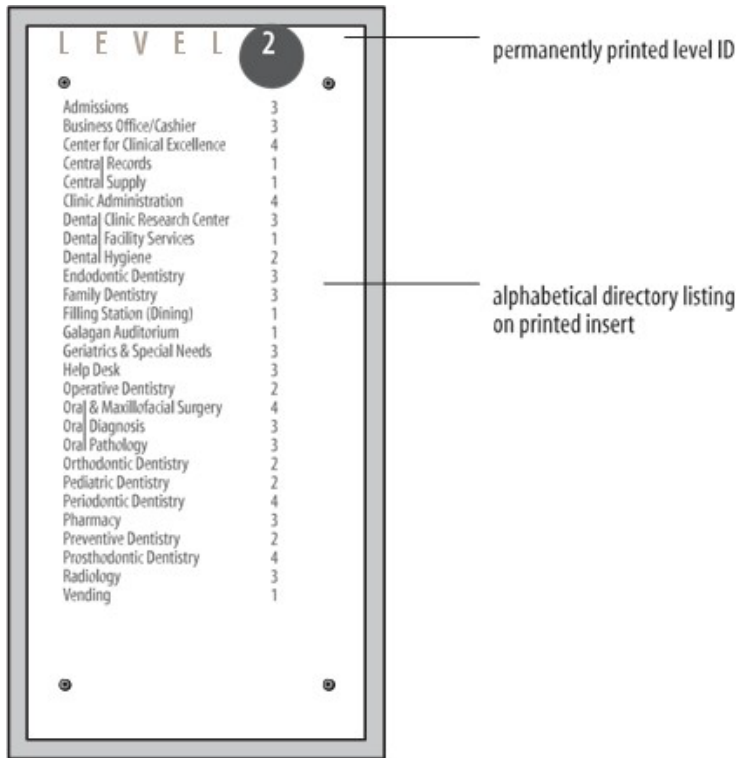 LEVEL 2
permanently printed level ID
Admissions 3
Business Office/Cashier 3
Center for Clinical Excellence 4
Central Records 1
Central Supply 1
Clinic Administration 4
Dental Clinic Research Center 3
Dental Facility Services 1
Dental Hygiene 2
Endodontic Dentistry 3
Family Dentistry 3
Filling Station (Dining) 1
Galagan Auditorium 1
Geriatrics & Special Needs 3
Help Desk 3
Operative Dentistry 2
Oral & Maxillofacial Surgery 4
Oral Diagnosis 3
Oral Pathology 3
Orthodontic Dentistry 2
Pediatric Dentistry 2
Periodontic Dentistry 4
Pharmacy 3
Preventive Dentistry 2
Prosthodontic Dentistry 4
Radiology 3
Vending 1
alphabetical directory listing
on printed insert